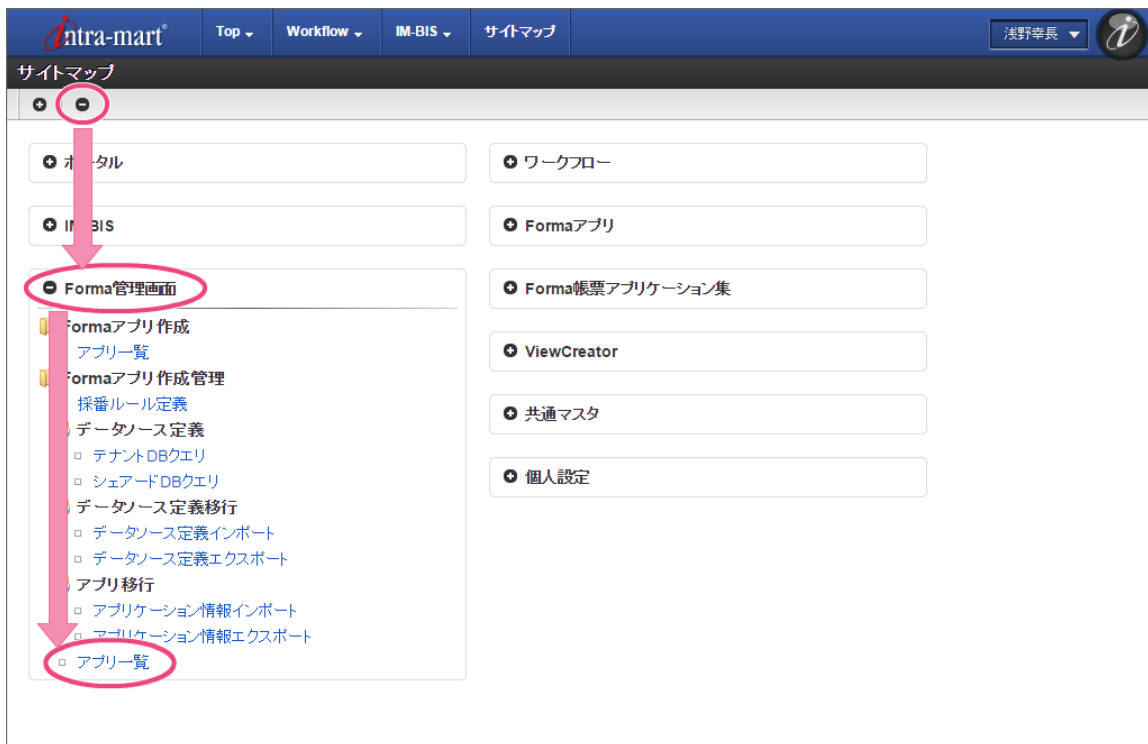 intra-mart®
Top Workflow IM-BIS サイトマップ
浅野幸長
サイトマップ
IM-BIS
Forma管理画面
Formaアプリ作成
アプリ一覧
Formaアプリ作成管理
採番ルール定義
データソース定義
テナントDBクエリ
シェアードDBクエリ
データソース定義移行
データソース定義インポート
データソース定義エクスポート
アプリ移行
アプリケーション情報インポート
アプリケーション情報エクスポート
アプリ一覧
ワークフロー
Formaアプリ
Forma帳票アプリケーション集
ViewCreator
共通マスタ
個人設定